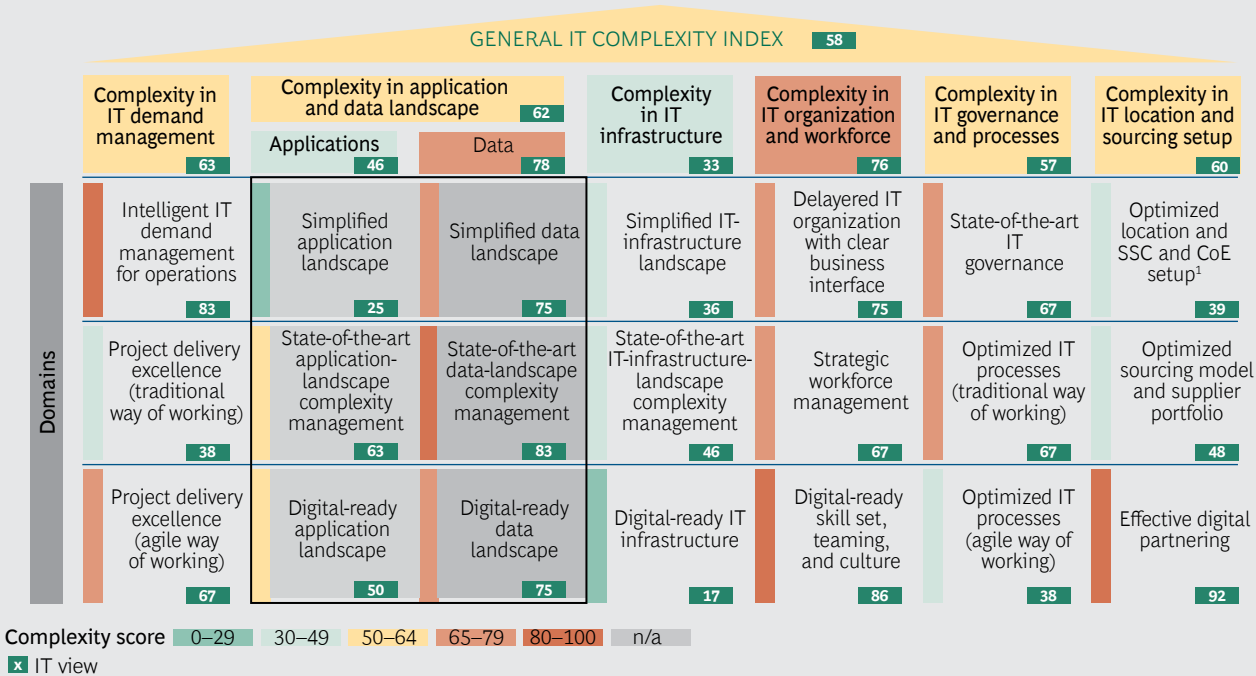 GENERAL IT COMPLEXITY INDEX 58
Complexity in
IT demand
management
63
Complexity in application
and data landscape
62
Applications
46
Data
78
Complexity
in IT
infrastructure
33
Complexity in
IT organization
and workforce
76
Complexity in
IT governance
and processes
57
Complexity in
IT location and
sourcing setup
60
Domains
Intelligent IT
demand
management
for operations
83
Simplified
application
landscape
25
Simplified data
landscape
75
Simplified IT-
infrastructure
landscape
36
Delayered IT
organization
with clear
business
interface
75
State-of-the-art
IT
governance
67
Optimized
location and
SSC and CoE
setup¹
39
Project delivery
excellence
(traditional
way of working)
38
State-of-the-art
application-
landscape
complexity
management
63
State-of-the-art
data-landscape
complexity
management
83
State-of-the-art
IT-infrastructure-
landscape
complexity
management
46
Strategic
workforce
management
67
Optimized IT
processes
(traditional way
of working)
67
Optimized
sourcing model
and supplier
portfolio
48
Project delivery
excellence
(agile way
of working)
67
Digital-ready
application
landscape
50
Digital-ready
data
landscape
75
Digital-ready IT
infrastructure
17
Digital-ready
skill set,
teaming,
and culture
86
Optimized IT
processes
(agile way of
working)
38
Effective digital
partnering
92
Complexity score 0–29 30–49 50–64 65–79 80–100 n/a
x IT view